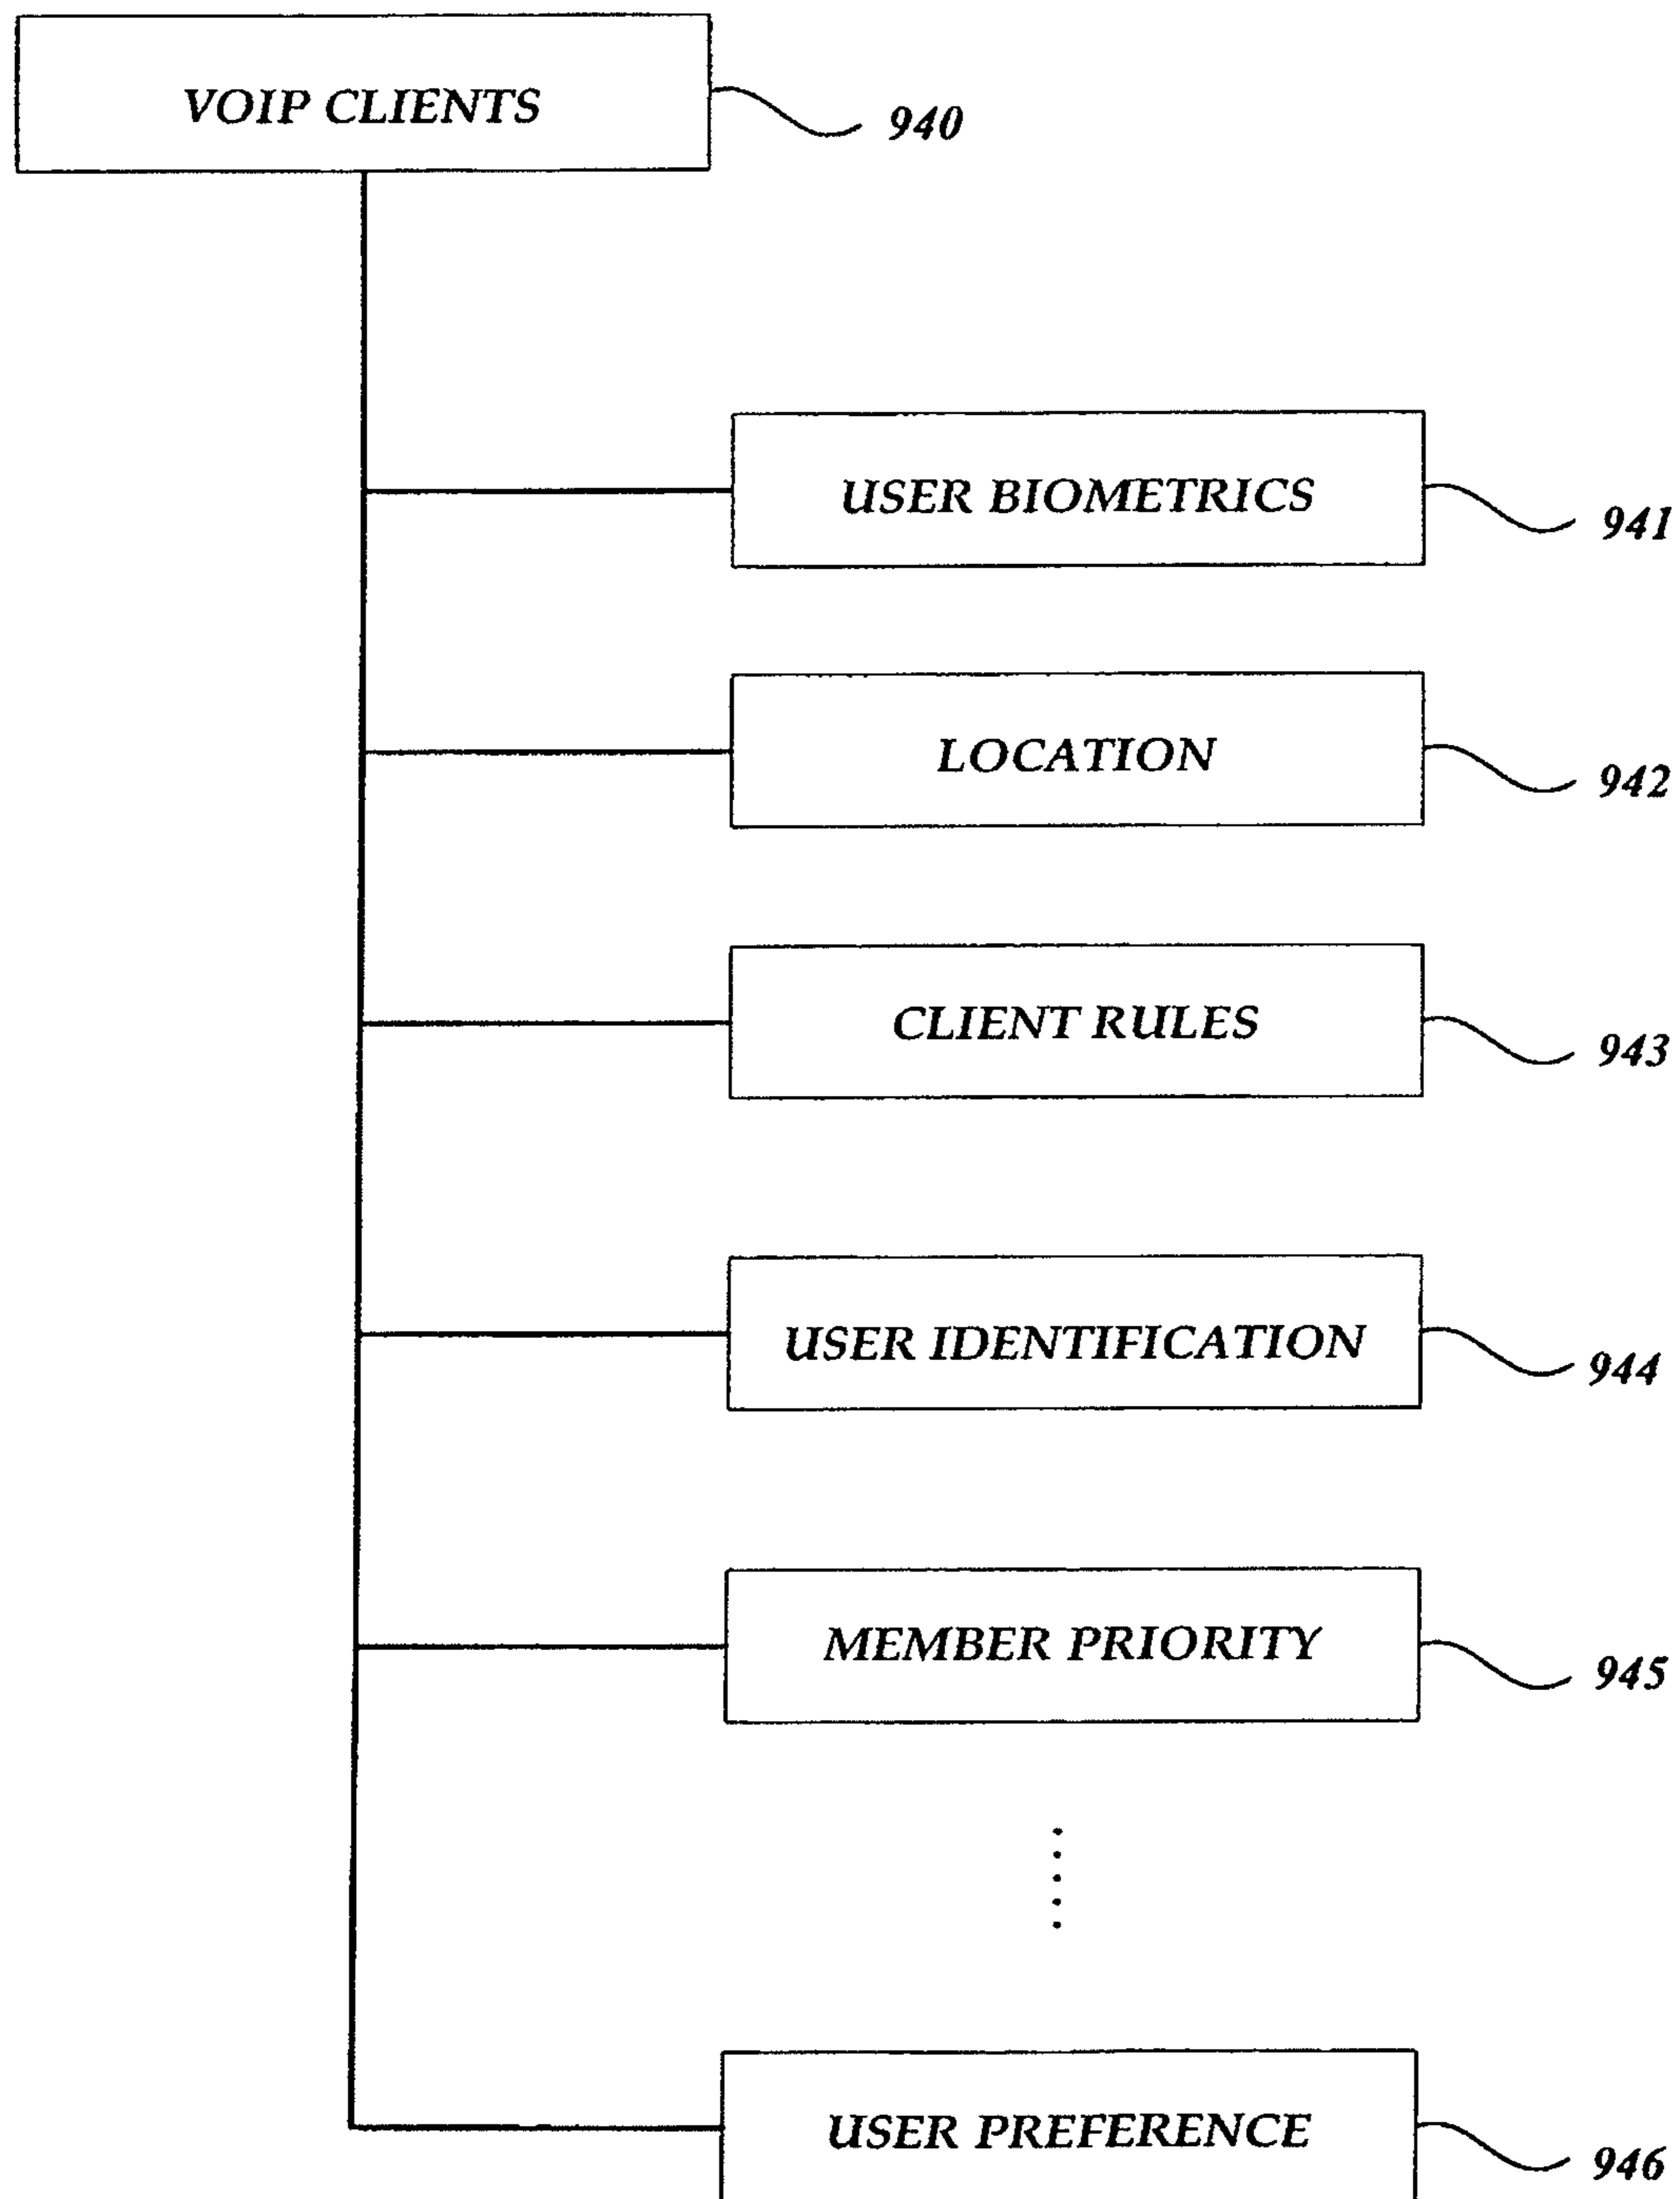 VOIP CLIENTS 940
USER BIOMETRICS 941
LOCATION 942
CLIENT RULES 943
USER IDENTIFICATION 944
MEMBER PRIORITY 945
USER PREFERENCE 946